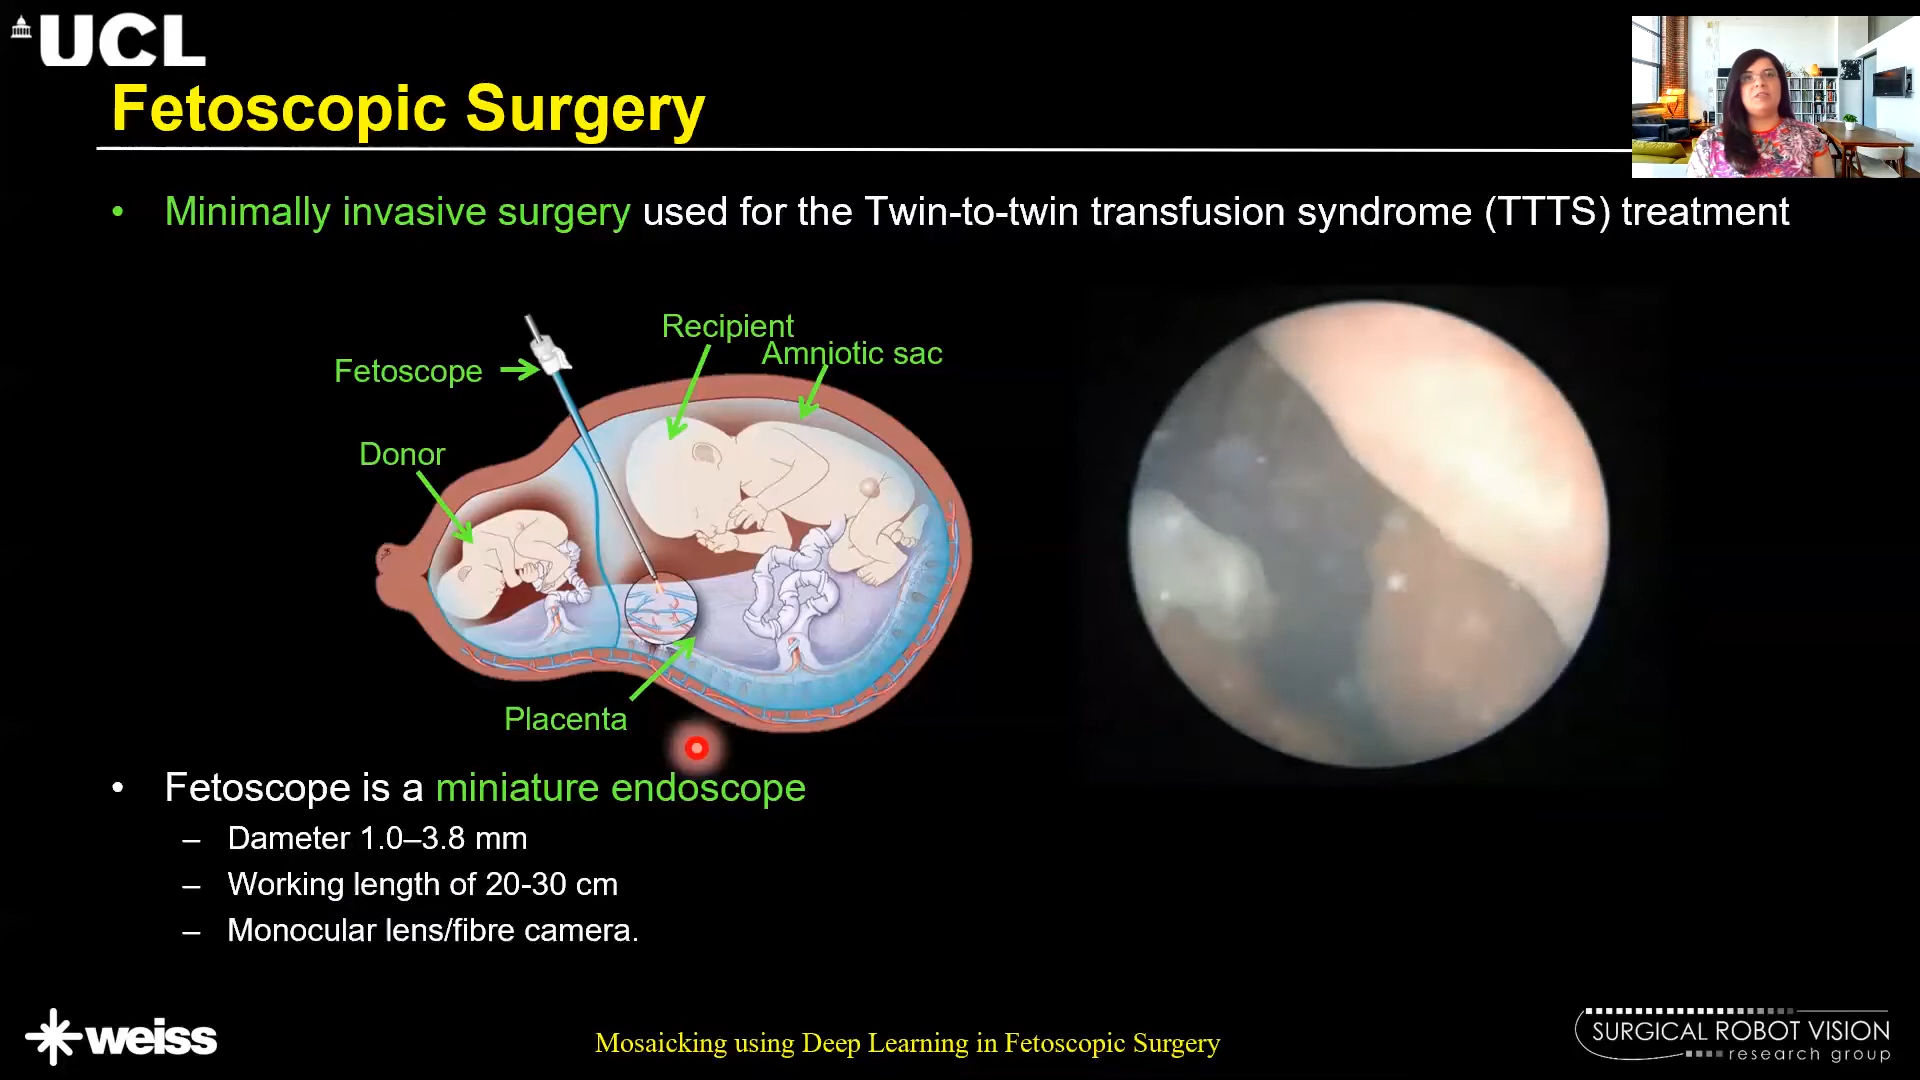 UCL
Fetoscopic Surgery
• Minimally invasive surgery used for the Twin-to-twin transfusion syndrome (TTTS) treatment
Recipient
Amniotic sac
Fetoscope
Donor
Placenta
• Fetoscope is a miniature endoscope
– Dameter 1.0–3.8 mm
– Working length of 20-30 cm
– Monocular lens/fibre camera.
weiss
Mosaicking using Deep Learning in Fetoscopic Surgery
SURGICAL ROBOT VISION
research group